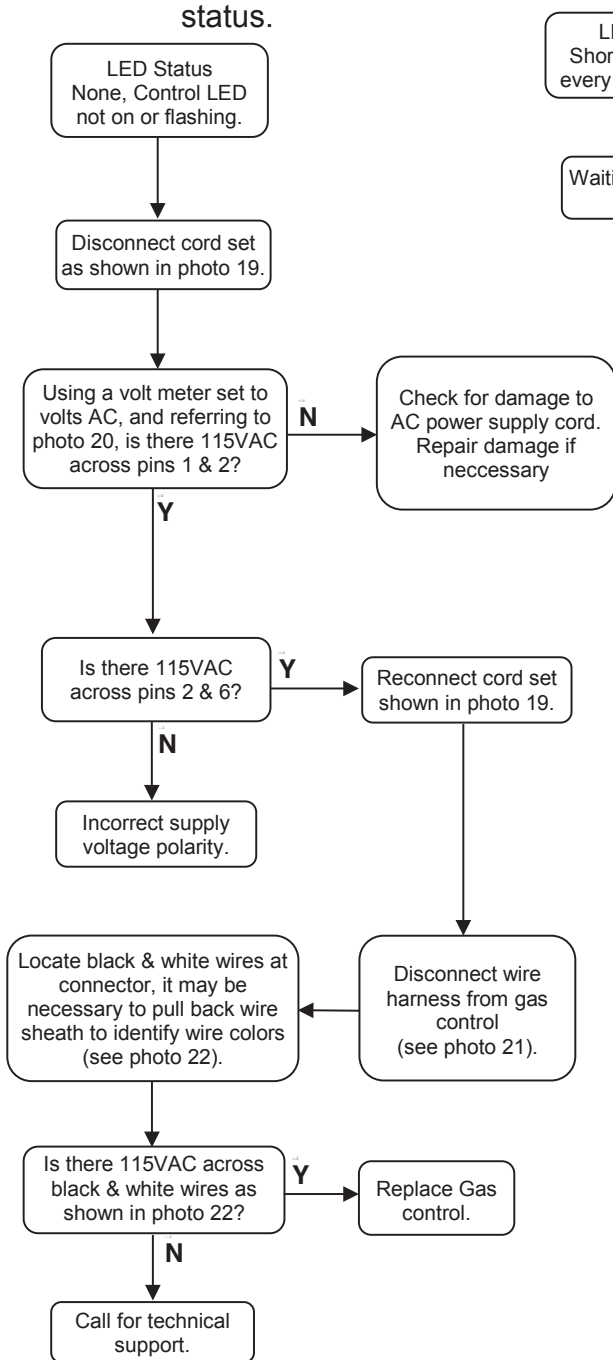 status.
LED Status
None, Control LED
not on or flashing.
Disconnect cord set
as shown in photo 19.
Using a volt meter set to
volts AC, and referring to
photo 20, is there 115VAC
across pins 1 & 2?
N
Check for damage to
AC power supply cord.
Repair damage if
neccessary
Y
Is there 115VAC
across pins 2 & 6?
Y
Reconnect cord set
shown in photo 19.
N
Incorrect supply
voltage polarity.
Disconnect wire
harness from gas
control
(see photo 21).
Locate black & white wires at
connector, it may be
necessary to pull back wire
sheath to identify wire colors
(see photo 22).
Is there 115VAC across
black & white wires as
shown in photo 22?
Y
Replace Gas
control.
N
Call for technical
support.
every